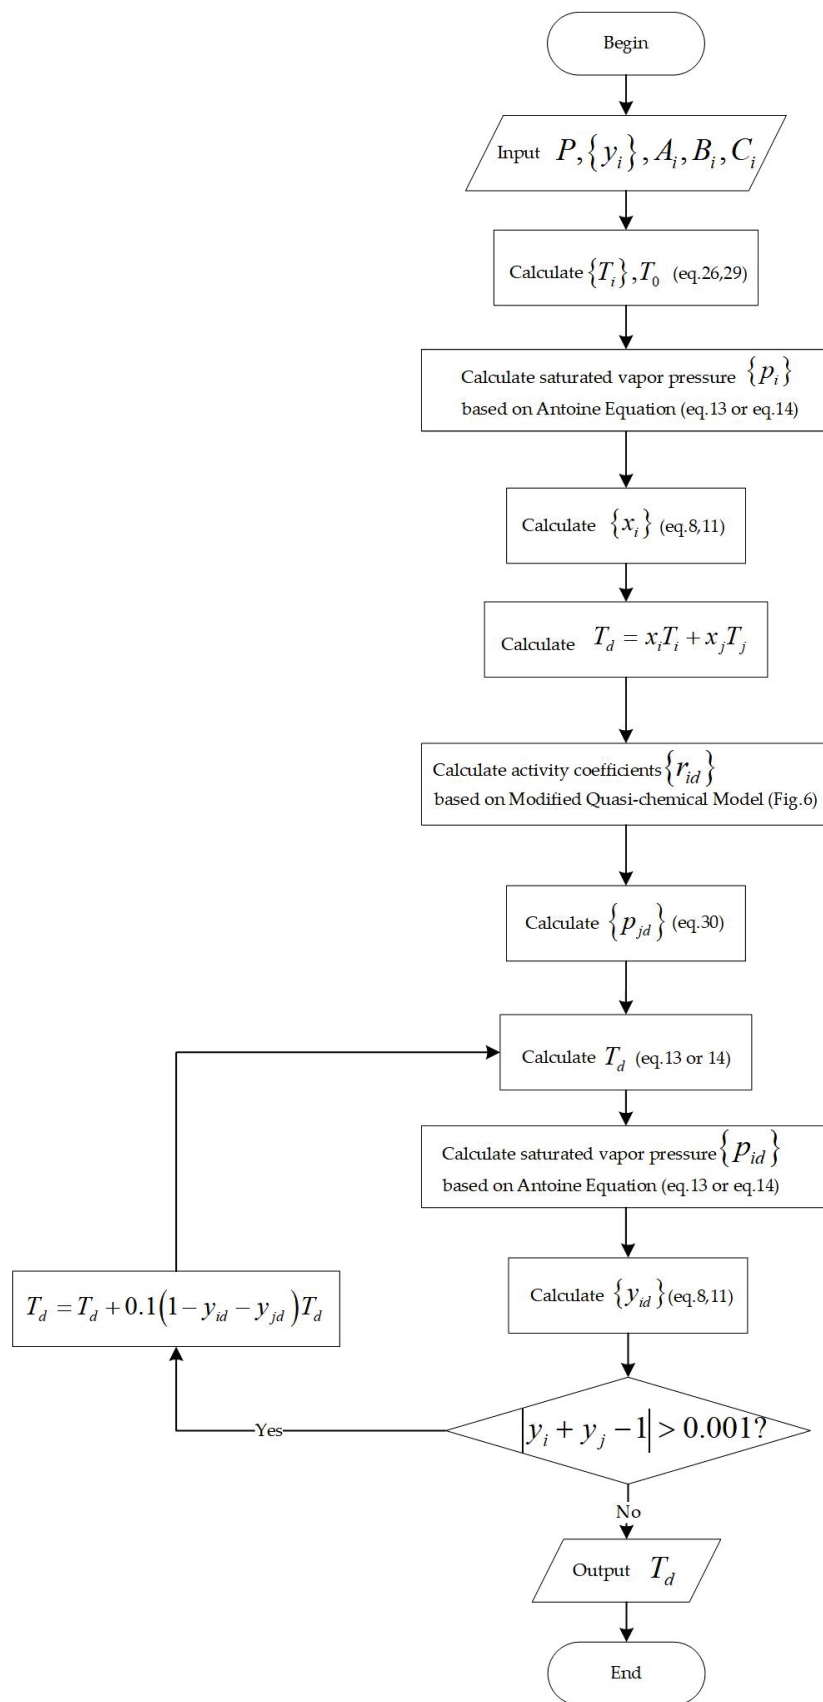 Begin
Input P,{y_i},A_i,B_i,C_i
Calculate {T_i},T_0 (eq.26,29)
Calculate saturated vapor pressure {p_i}
based on Antoine Equation (eq.13 or eq.14)
Calculate {x_i} (eq.8,11)
Calculate T_d = x_iT_i + x_jT_j
Calculate activity coefficients{r_id}
based on Modified Quasi-chemical Model (Fig.6)
Calculate {p_jd} (eq.30)
Calculate T_d (eq.13 or 14)
Calculate saturated vapor pressure{p_id}
based on Antoine Equation (eq.13 or eq.14)
T_d = T_d + 0.1(1 − y_id − y_jd)T_d
Calculate {y_id}(eq.8,11)
|y_i + y_j − 1| > 0.001?
Yes
No
Output T_d
End